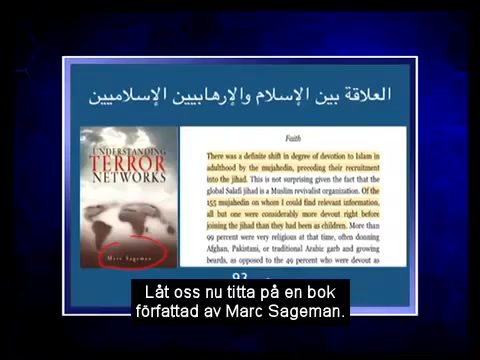 العلاقة بين الإسلام والإرهابيين الإسلاميين
UNDERSTANDING
TERROR
NETWORKS
Marc Sageman
Faith
There was a definite shift in degree of devotion to Islam in
adulthood by the mujahedin, preceding their recruitment
into the jihad. This is not surprising given the fact that the
global Salafi jihad is a Muslim revivalist organization. Of the
155 mujahedin on whom I could find relevant information,
all but one were considerably more devout right before
joining the jihad than they had been as children. More than
99 percent were very religious at that time, often donning
Afghan, Pakistani, or traditional Arabic garb and growing
beards, as opposed to the 49 percent who were devout as
93
Låt oss nu titta på en bok
författad av Marc Sageman.